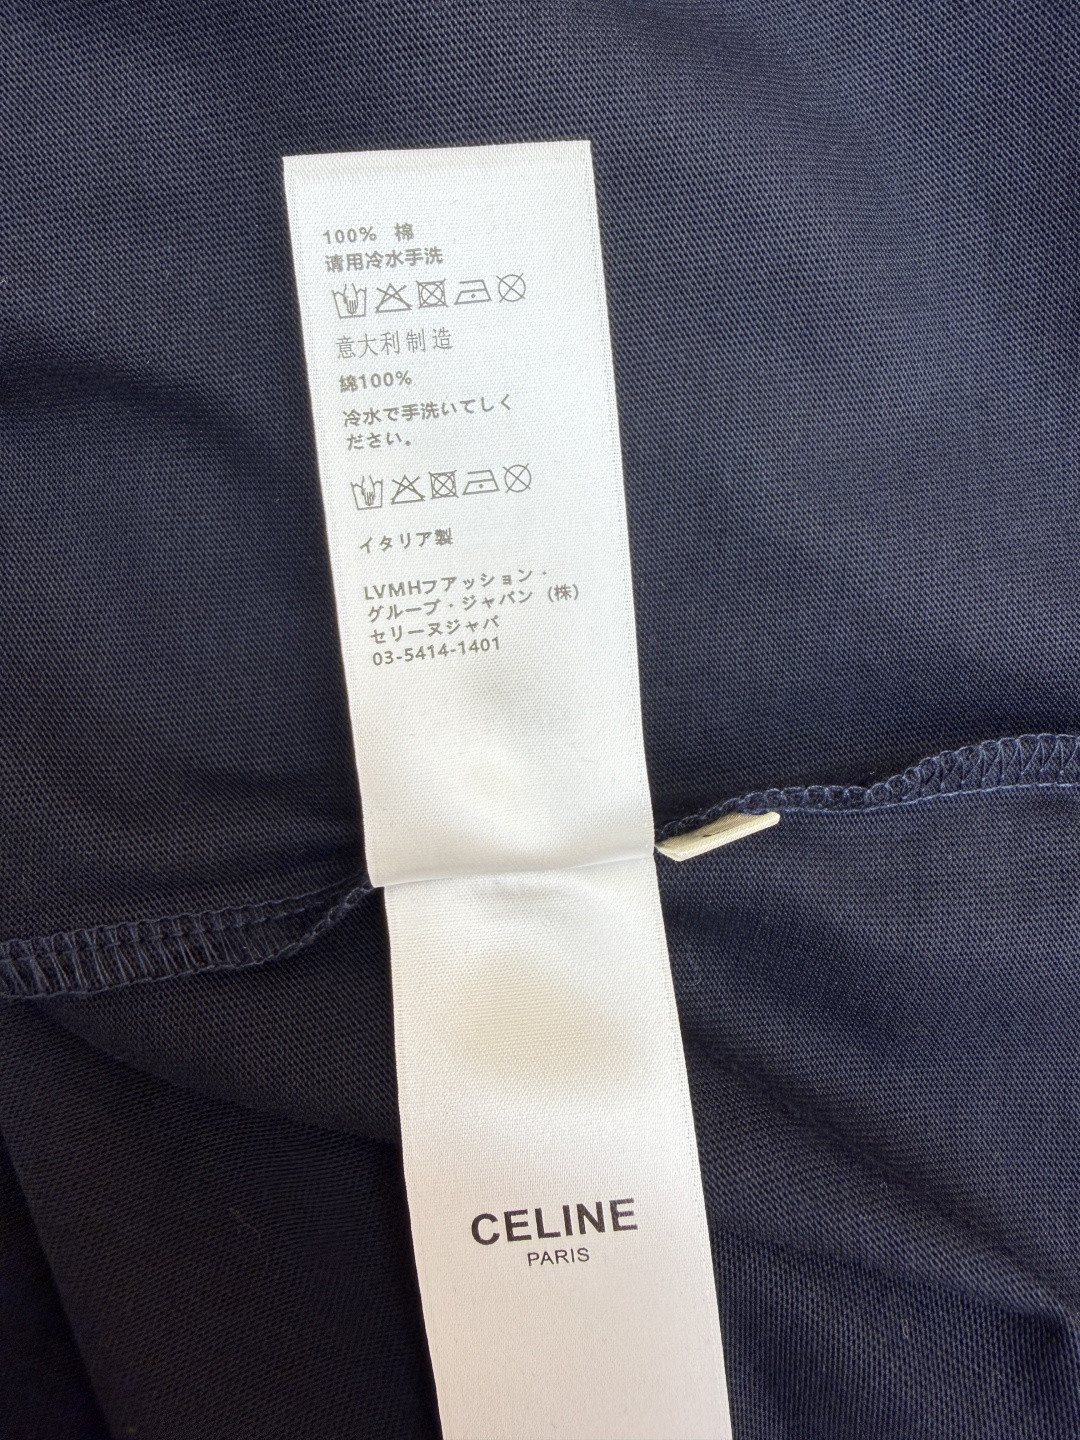 100% 棉
请用冷水手洗
意大利制造
綿100%
冷水で手洗いてしく
ださい。
イタリア製
LVMHフアッション・
グループ・ジャパン (株)
セリーヌジャパ
03-5414-1401
CELINE
PARIS